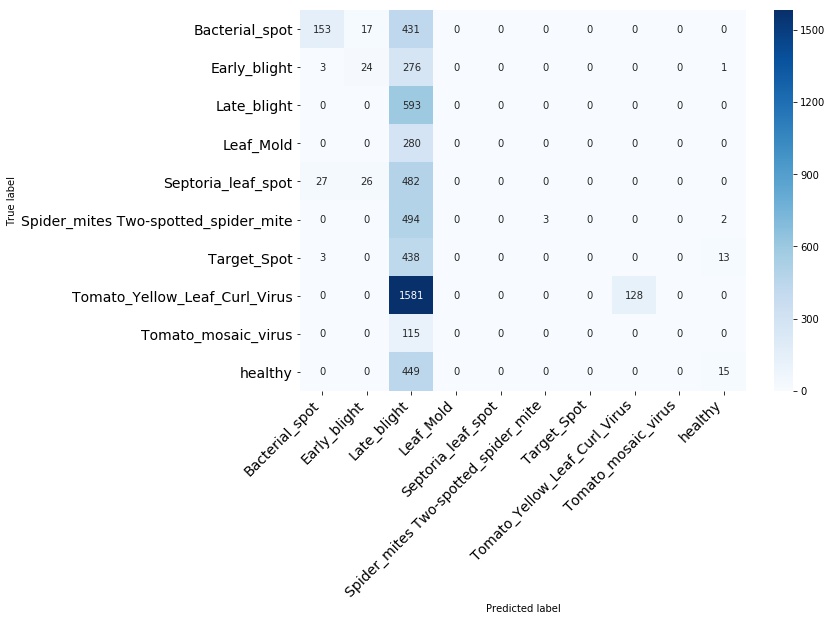 Bacterial_spot 153 17 431 0 0 0 0 0 0 0
Early_blight 3 24 276 0 0 0 0 0 0 1
Late_blight 0 0 593 0 0 0 0 0 0 0
Leaf_Mold 0 0 280 0 0 0 0 0 0 0
Septoria_leaf_spot 27 26 482 0 0 0 0 0 0 0
Spider_mites Two-spotted_spider_mite 0 0 494 0 0 3 0 0 0 2
Target_Spot 3 0 438 0 0 0 0 0 0 13
Tomato_Yellow_Leaf_Curl_Virus 0 0 1581 0 0 0 0 128 0 0
Tomato_mosaic_virus 0 0 115 0 0 0 0 0 0 0
healthy 0 0 449 0 0 0 0 0 0 15
True label
Bacterial_spot
Early_blight
Late_blight
Leaf_Mold
Septoria_leaf_spot
Spider_mites Two-spotted_spider_mite
Target_Spot
Tomato_Yellow_Leaf_Curl_Virus
Tomato_mosaic_virus
healthy
Predicted label
1500
1200
900
600
300
0